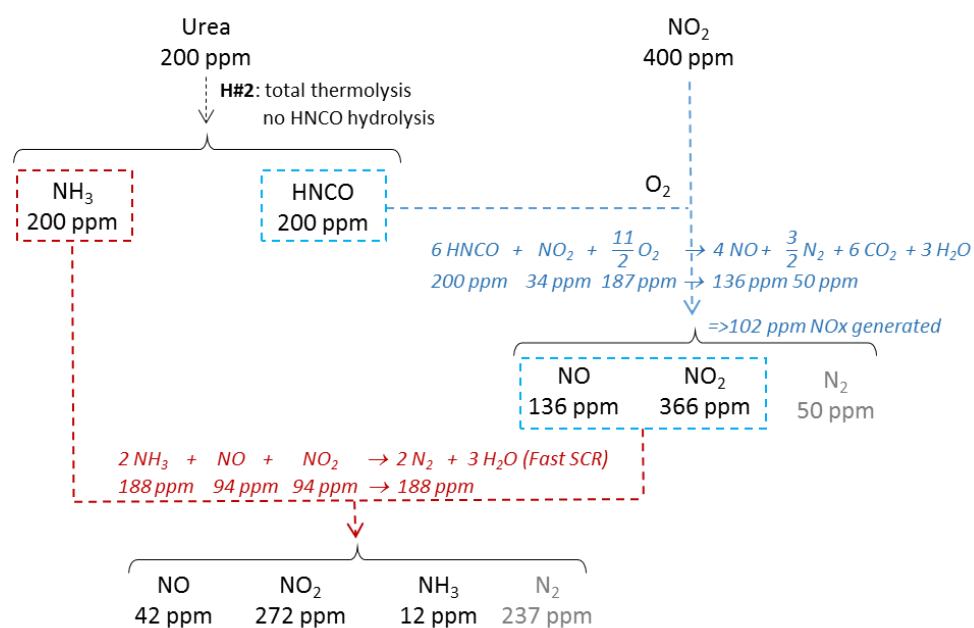 Urea
200 ppm
NO₂
400 ppm
H#2: total thermolysis
no HNCO hydrolysis
NH₃
200 ppm
HNCO
200 ppm
O₂
6 HNCO + NO₂ + 11/2 O₂ → 4 NO + 3/2 N₂ + 6 CO₂ + 3 H₂O
200 ppm 34 ppm 187 ppm → 136 ppm 50 ppm
=>102 ppm NOx generated
NO
136 ppm
NO₂
366 ppm
N₂
50 ppm
2 NH₃ + NO + NO₂ → 2 N₂ + 3 H₂O (Fast SCR)
188 ppm 94 ppm 94 ppm → 188 ppm
NO
42 ppm
NO₂
272 ppm
NH₃
12 ppm
N₂
237 ppm